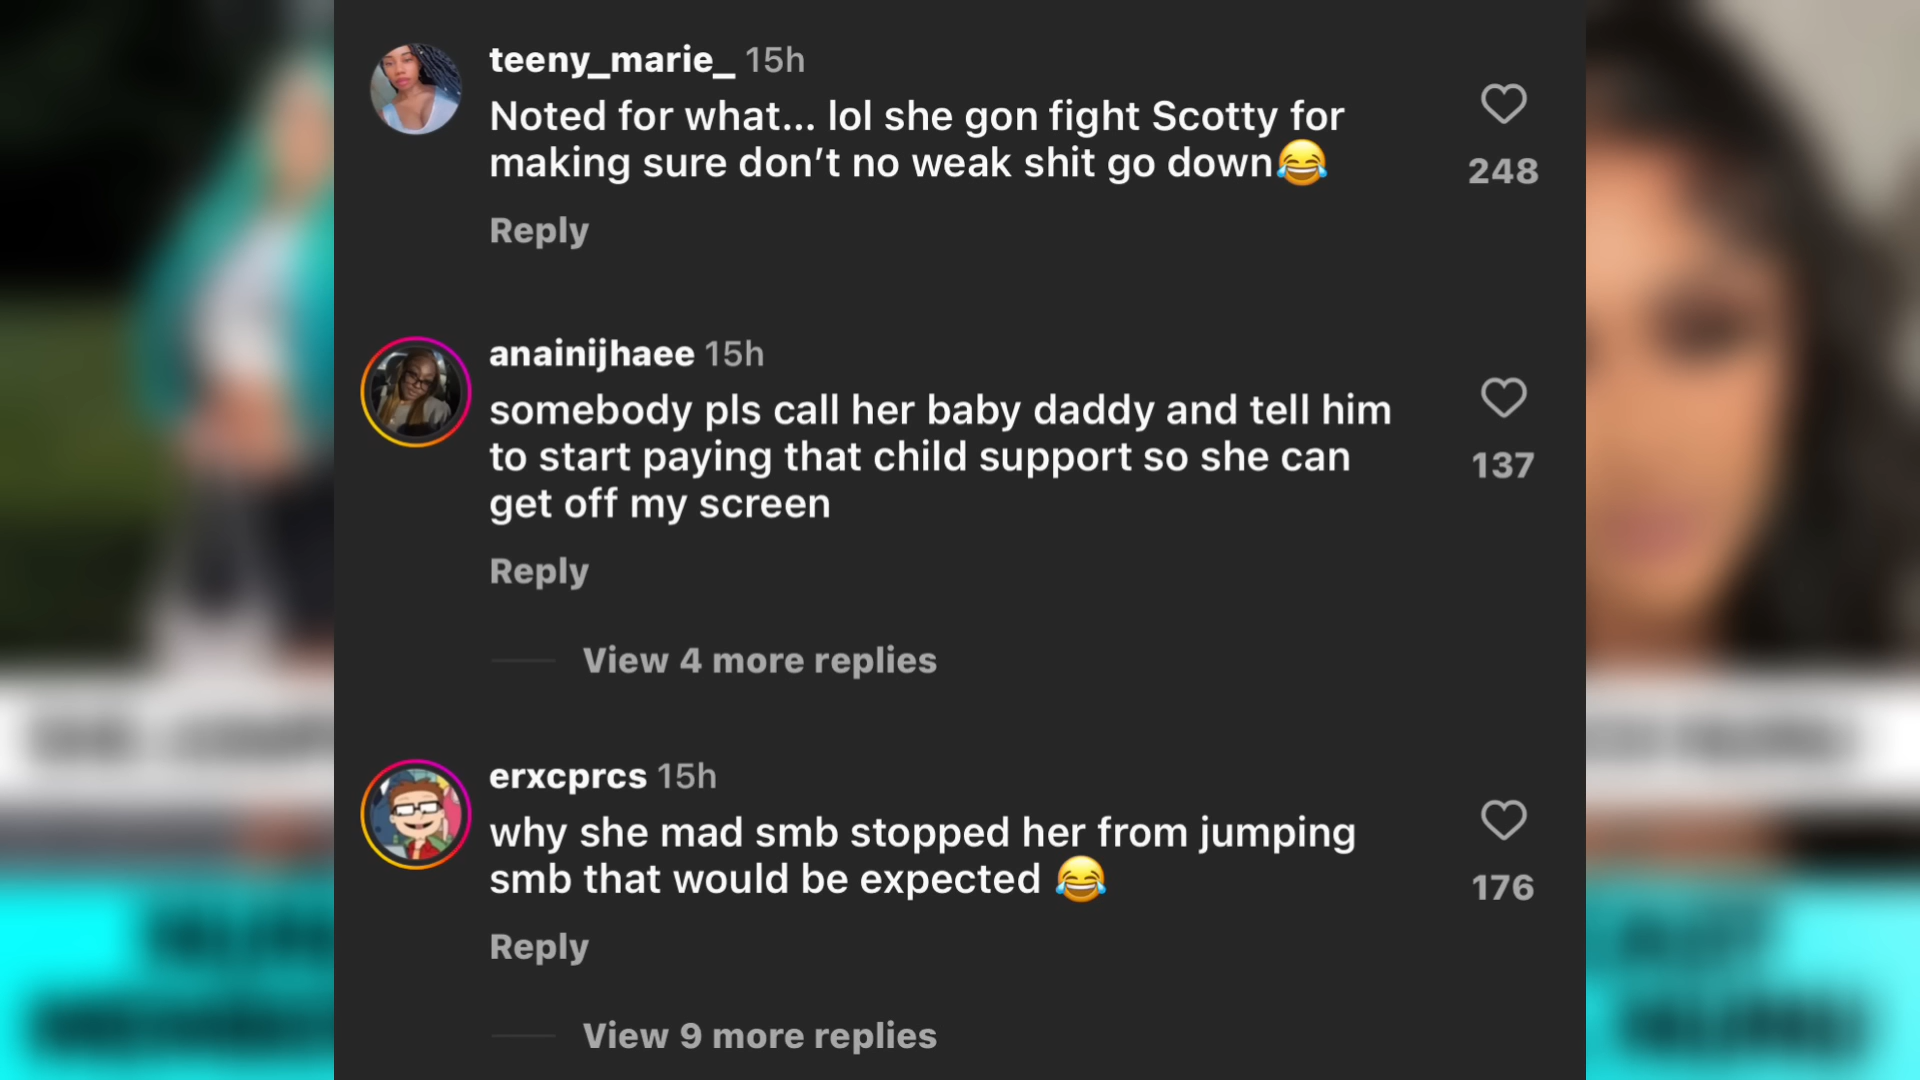 teeny_marie_ 15h
Noted for what... lol she gon fight Scotty for
making sure don’t no weak shit go down😂
248
Reply
anainijhaee 15h
somebody pls call her baby daddy and tell him
to start paying that child support so she can
get off my screen
137
Reply
View 4 more replies
erxcprcs 15h
why she mad smb stopped her from jumping
smb that would be expected 😂
176
Reply
View 9 more replies